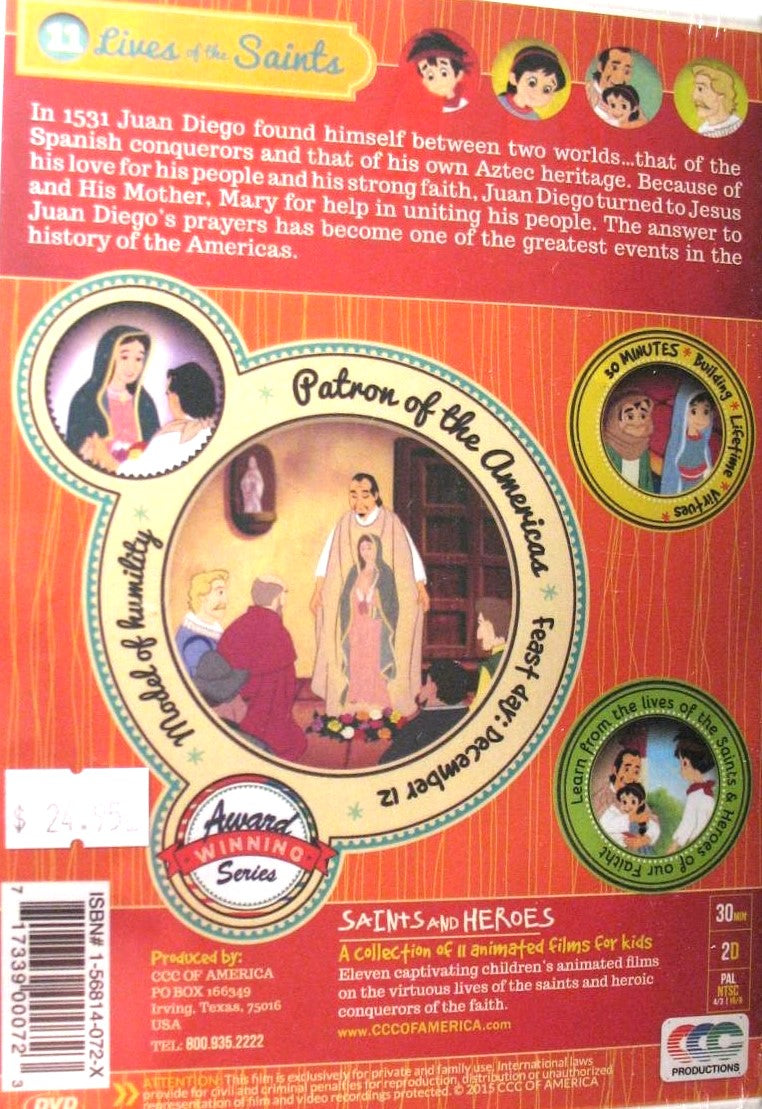 11 Lives of the Saints
In 1531 Juan Diego found himself between two worlds...that of the
Spanish conquerors and that of his own Aztec heritage. Because of
his love for his people and his strong faith, Juan Diego turned to Jesus
and His Mother, Mary for help in uniting his people. The answer to
Juan Diego's prayers has become one of the greatest events in the
history of the Americas.
Patron of the Americas
feast day: December 12
Model of humility
30 MINUTES * Building * Lifetime * Virtues *
Learn from the lives of the Saints & Heroes of our Faitht
$ 24.95
Award
WINNING
Series
ISBN# 1-56814-072-X
7 17339 00072 3
Produced by:
CCC OF AMERICA
PO BOX 166349
Irving, Texas, 75016
USA
TEL: 800.935.2222
SAINTS AND HEROES
A collection of 11 animated films for kids
Eleven captivating children's animated films
on the virtuous lives of the saints and heroic
conquerors of the faith.
www.CCCOFAMERICA.com
30 MIN
2D
PAL
NTSC
4/3 | 16/9
CCC
PRODUCTIONS
DVD
ATTENTION: This film is exclusively for private and family use. International laws
provide for civil and criminal penalties for reproduction, distribution or unauthorized
representation of film and video recordings protected. © 2015 CCC OF AMERICA